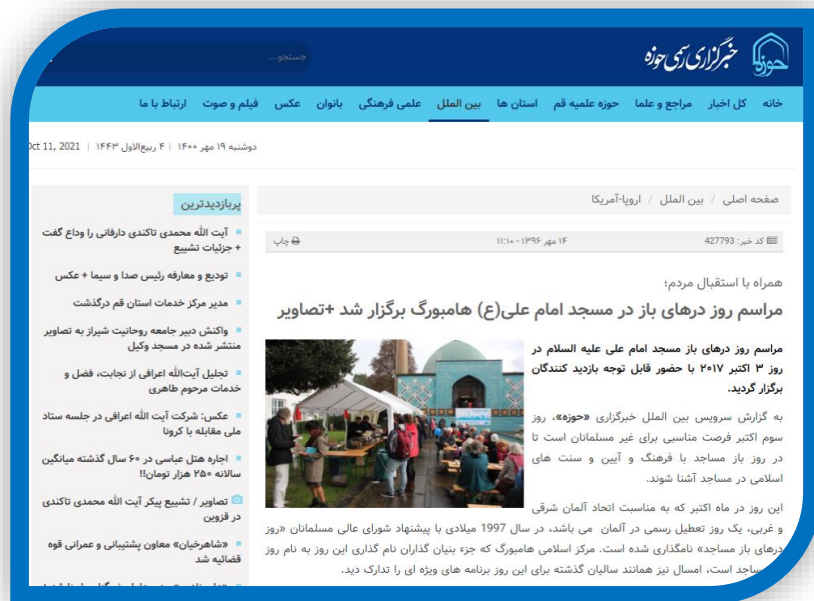 حوزه
خبرگزاری رسمی حوزه
جستجو...
خانه کل اخبار مراجع و علما حوزه علمیه قم استان ها بین الملل علمی فرهنگی بانوان عکس فیلم و صوت ارتباط با ما
دوشنبه ۱۹ مهر ۱۴۰۰ | ۴ ربیع‌الاول ۱۴۴۳ | Oct 11, 2021
صفحه اصلی / بین الملل / اروپا-آمریکا
کد خبر: 427793
۱۴ مهر ۱۳۹۶ - ۱۱:۱۰
چاپ
همراه با استقبال مردم؛
مراسم روز درهای باز در مسجد امام علی(ع) هامبورگ برگزار شد +تصاویر
مراسم روز درهای باز مسجد امام علی علیه السلام در
روز ۳ اکتبر ۲۰۱۷ با حضور قابل توجه بازدید کنندگان
برگزار گردید.
به گزارش سرویس بین الملل خبرگزاری «حوزه»، روز
سوم اکتبر فرصت مناسبی برای غیر مسلمانان است تا
در روز باز مساجد با فرهنگ و آیین و سنت های
اسلامی در مساجد آشنا شوند.
این روز در ماه اکتبر که به مناسبت اتحاد آلمان شرقی
و غربی، یک روز تعطیل رسمی در آلمان می باشد، در سال 1997 میلادی با پیشنهاد شورای عالی مسلمانان «روز
درهای باز مساجد» نامگذاری شده است. مرکز اسلامی هامبورگ که جزء بنیان گذاران نام گذاری این روز به نام روز
مساجد است، امسال نیز همانند سالیان گذشته برای این روز برنامه های ویژه ای را تدارک دید.
پربازدیدترین
آیت الله محمدی تاکندی دارفانی را وداع گفت
+ جزئیات تشییع
تودیع و معارفه رئیس صدا و سیما + عکس
مدیر مرکز خدمات استان قم درگذشت
واکنش دبیر جامعه روحانیت شیراز به تصاویر
منتشر شده در مسجد وکیل
تجلیل آیت‌الله اعرافی از نجابت، فضل و
خدمات مرحوم طاهری
عکس: شرکت آیت الله اعرافی در جلسه ستاد
ملی مقابله با کرونا
اجاره هتل عباسی در ۶۰ سال گذشته میانگین
سالانه ۲۵۰ هزار تومان!!
تصاویر / تشییع پیکر آیت الله محمدی تاکندی
در قزوین
«شاهرخیان» معاون پشتیبانی و عمرانی قوه
قضائیه شد